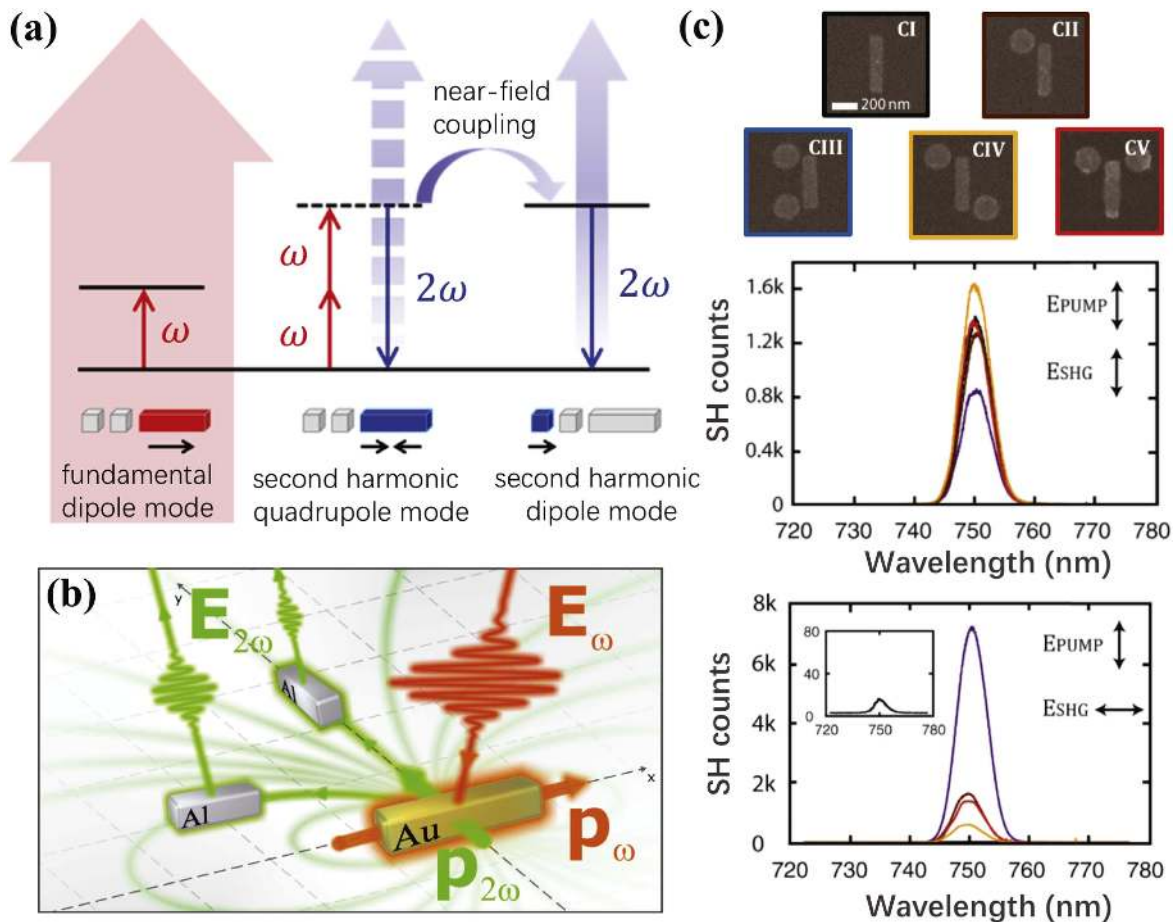 (a)
near-field
coupling
ω
ω
ω
2ω
2ω
fundamental
dipole mode
second harmonic
quadrupole mode
second harmonic
dipole mode
(b)
y
E2ω
Eω
Al
Al
Au
x
pω
p2ω
(c)
CI
200 nm
CII
CIII
CIV
CV
SH counts
1.6k
1.2k
0.8k
0.4k
0
EPUMP
ESHG
720 730 740 750 760 770 780
Wavelength (nm)
SH counts
8k
6k
4k
2k
0
80
40
0
720 750 780
EPUMP
ESHG
720 730 740 750 760 770 780
Wavelength (nm)